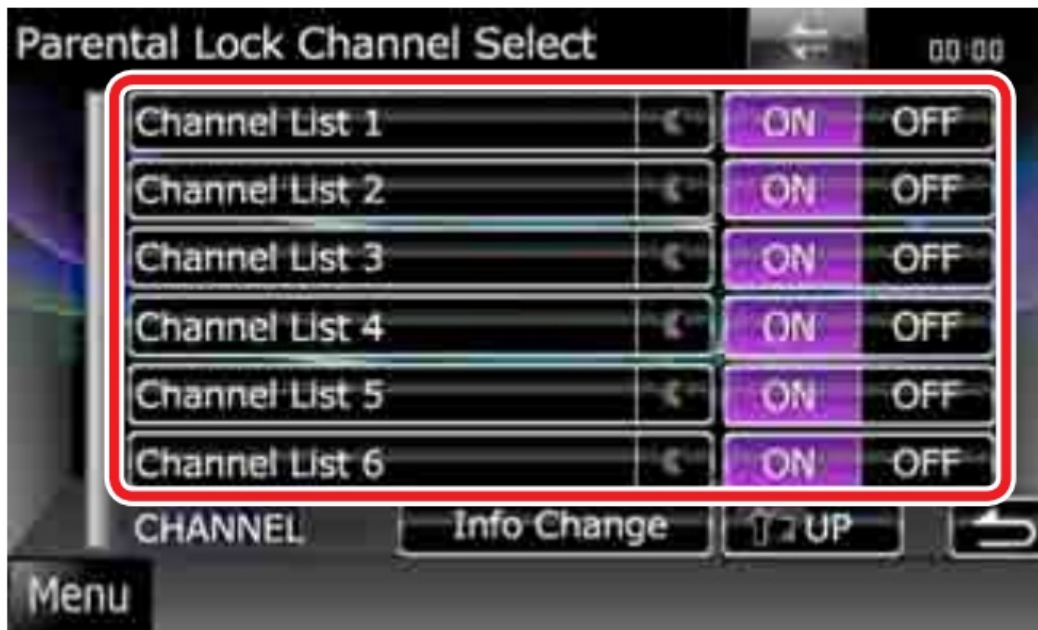 Parental Lock Channel Select 00:00
Channel List 1 ON OFF
Channel List 2 ON OFF
Channel List 3 ON OFF
Channel List 4 ON OFF
Channel List 5 ON OFF
Channel List 6 ON OFF
CHANNEL Info Change UP
Menu